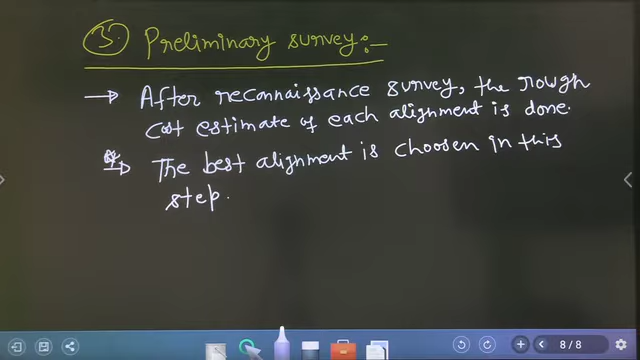 3. Preliminary survey:-
→ After reconnaissance survey, the rough
cost estimate of each alignment is done.
* → The best alignment is choosen in this
step.
8 / 8